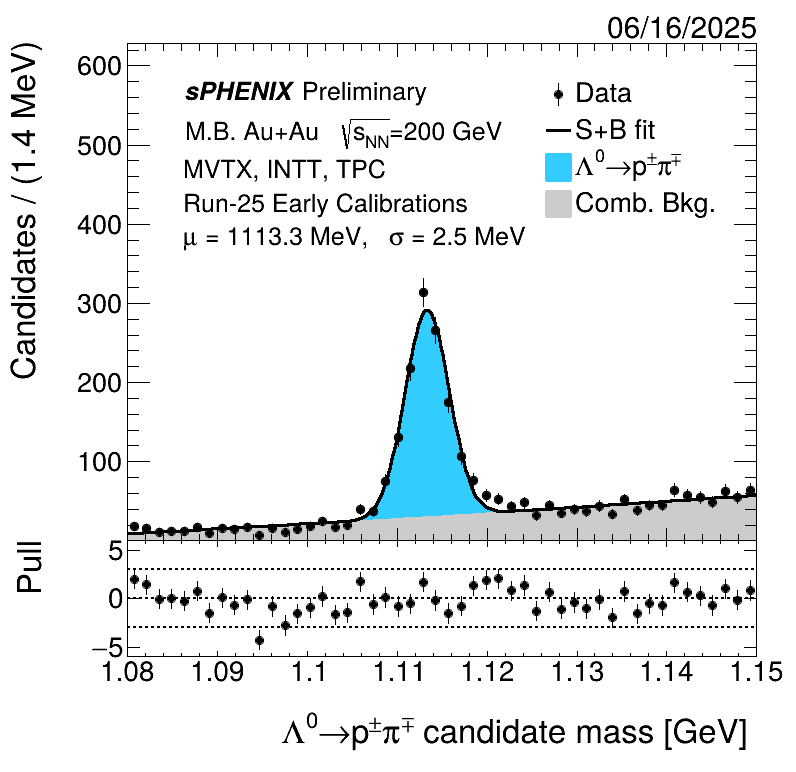 06/16/2025
sPHENIX Preliminary
M.B. Au+Au √sNN=200 GeV
MVTX, INTT, TPC
Run-25 Early Calibrations
μ = 1113.3 MeV, σ = 2.5 MeV
Data
S+B fit
Λ⁰→p±π∓
Comb. Bkg.
Candidates / (1.4 MeV)
600
500
400
300
200
100
Pull
5
0
−5
1.08 1.09 1.1 1.11 1.12 1.13 1.14 1.15
Λ⁰→p±π∓ candidate mass [GeV]